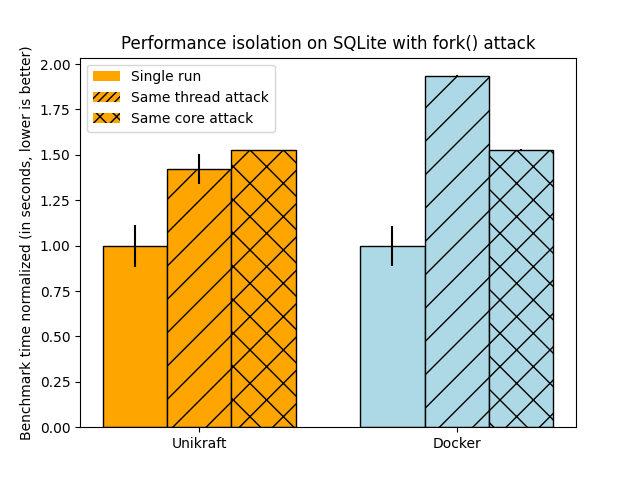 Performance isolation on SQLite with fork() attack
Benchmark time normalized (in seconds, lower is better)
2.00
1.75
1.50
1.25
1.00
0.75
0.50
0.25
0.00
Single run
Same thread attack
Same core attack
Unikraft
Docker